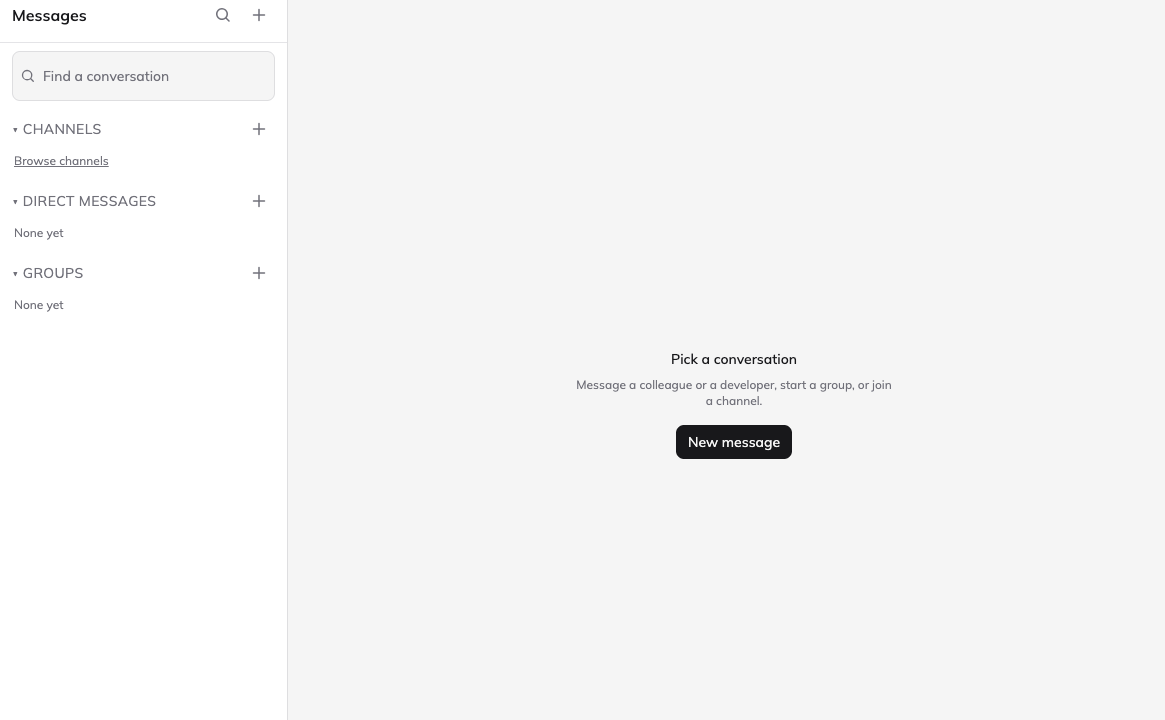 Messages
Find a conversation
CHANNELS
Browse channels
DIRECT MESSAGES
None yet
GROUPS
None yet
Pick a conversation
Message a colleague or a developer, start a group, or join
a channel.
New message